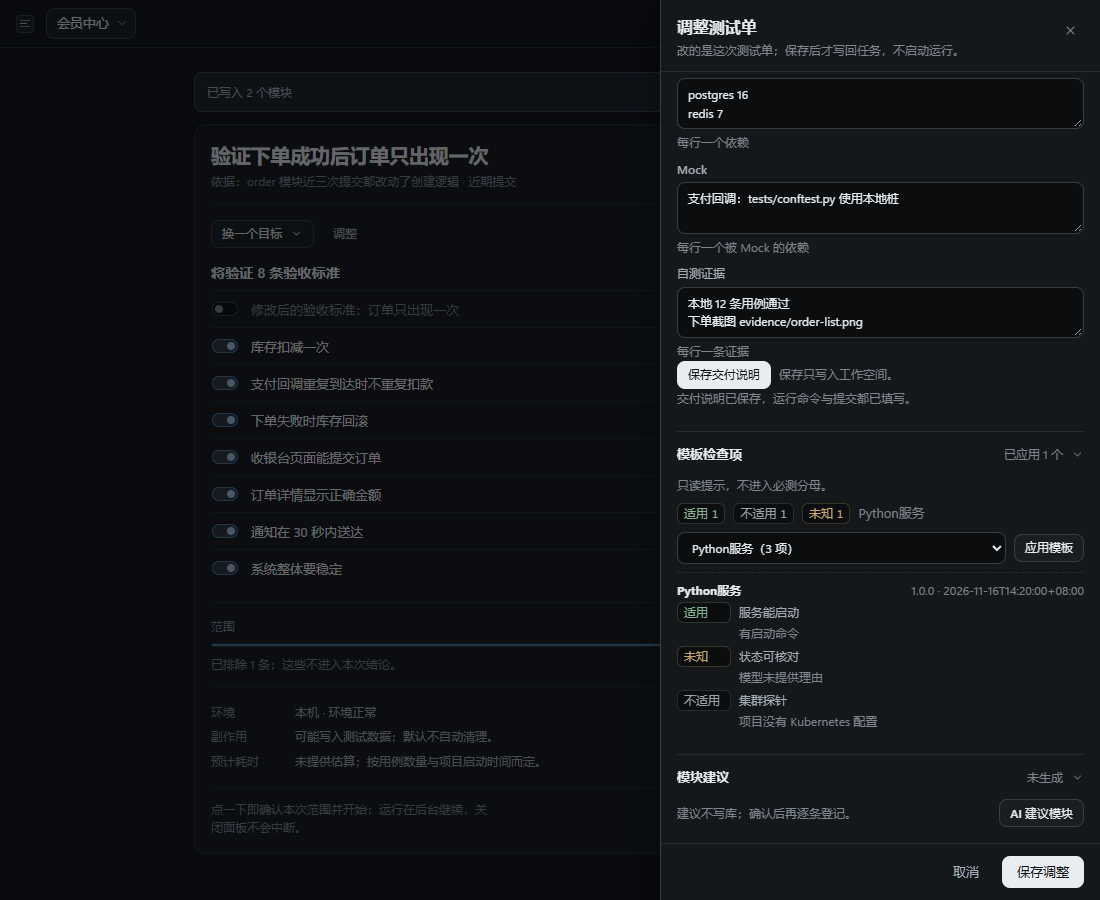 会员中心
已写入 2 个模块
验证下单成功后订单只出现一次
依据：order 模块近三次提交都改动了创建逻辑 · 近期提交
换一个目标
调整
将验证 8 条验收标准
修改后的验收标准：订单只出现一次
库存扣减一次
支付回调重复到达时不重复扣款
下单失败时库存回滚
收银台页面能提交订单
订单详情显示正确金额
通知在 30 秒内送达
系统整体要稳定
范围
已排除 1 条；这些不进入本次结论。
环境 本机 · 环境正常
副作用 可能写入测试数据；默认不自动清理。
预计耗时 未提供估算；按用例数量与项目启动时间而定。
点一下即确认本次范围并开始；运行在后台继续，关
闭面板不会中断。
调整测试单
改的是这次测试单；保存后才写回任务，不启动运行。
postgres 16
redis 7
每行一个依赖
Mock
支付回调：tests/conftest.py 使用本地桩
每行一个被 Mock 的依赖
自测证据
本地 12 条用例通过
下单截图 evidence/order-list.png
每行一条证据
保存交付说明 保存只写入工作空间。
交付说明已保存，运行命令与提交都已填写。
模板检查项 已应用 1 个
只读提示，不进入必测分母。
适用 1 不适用 1 未知 1 Python服务
Python服务（3 项） 应用模板
Python服务 1.0.0 · 2026-11-16T14:20:00+08:00
适用 服务能启动
有启动命令
未知 状态可核对
模型未提供理由
不适用 集群探针
项目没有 Kubernetes 配置
模块建议 未生成
建议不写库；确认后再逐条登记。 AI 建议模块
取消 保存调整